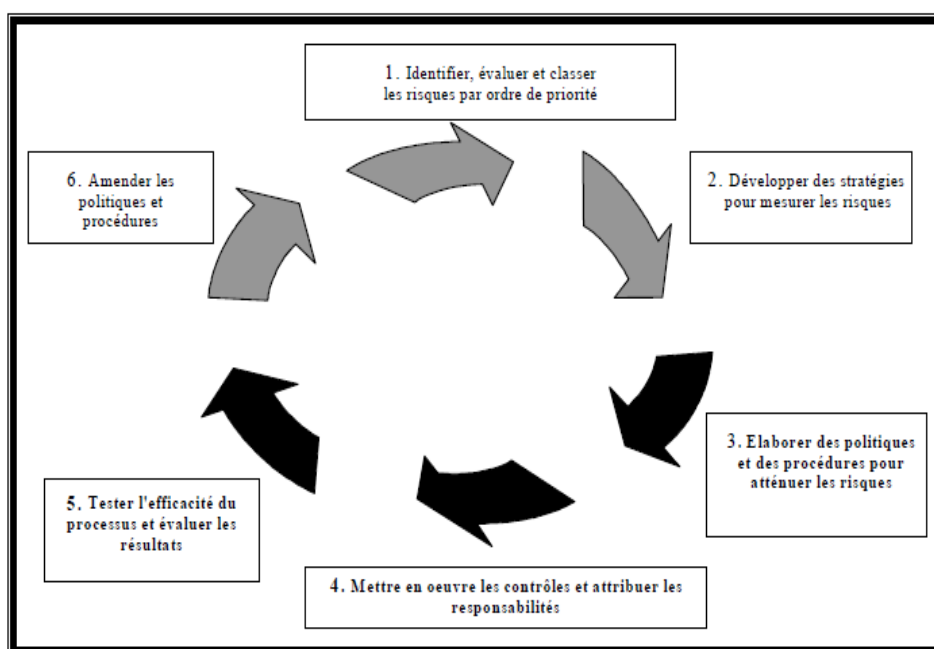 1. Identifier, évaluer et classer
les risques par ordre de priorité
2. Développer des stratégies
pour mesurer les risques
3. Elaborer des politiques
et des procédures pour
atténuer les risques
4. Mettre en oeuvre les contrôles et attribuer les
responsabilités
5. Tester l'efficacité du
processus et évaluer les
résultats
6. Amender les
politiques et
procédures